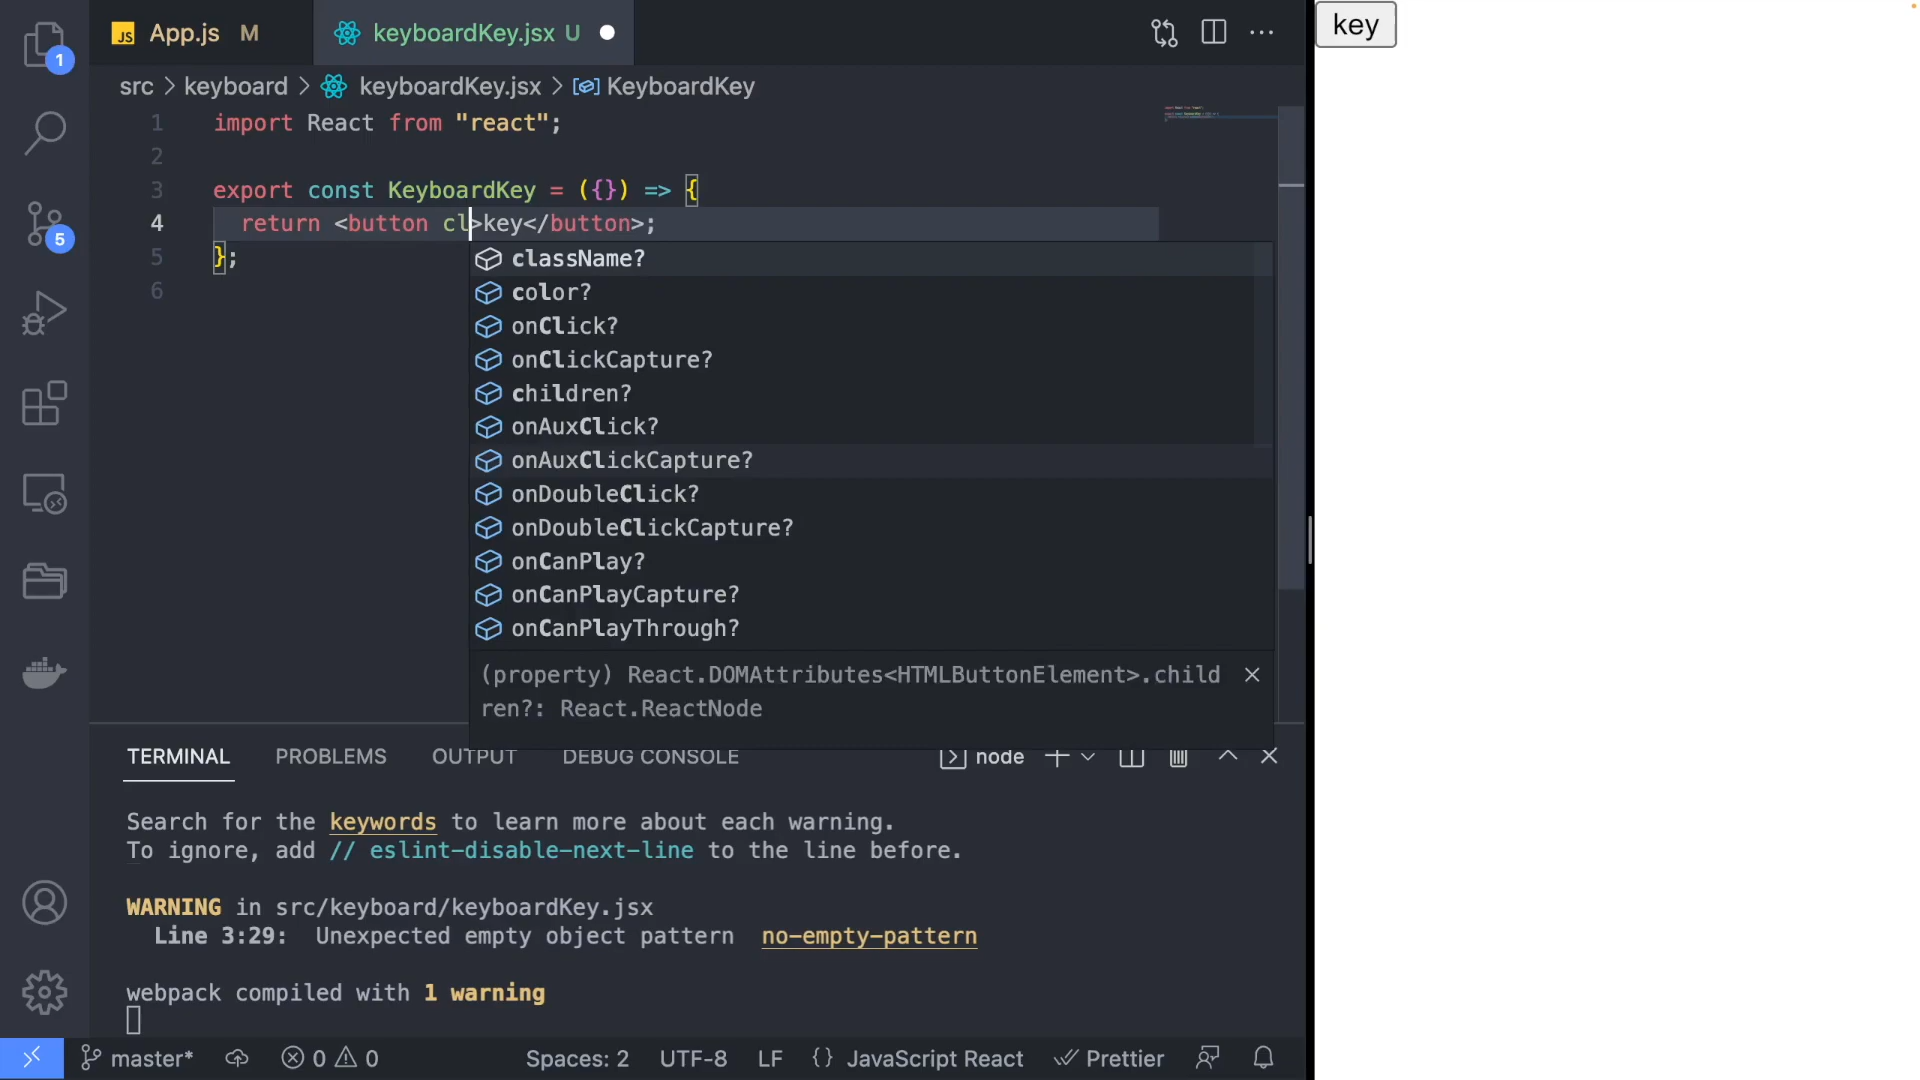 1
JS App.js M
keyboardKey.jsx U
key
src > keyboard > keyboardKey.jsx > KeyboardKey
1 import React from "react";
2
3 export const KeyboardKey = ({}) => {
4 return <button cl>key</button>;
5 };
6
className?
color?
onClick?
onClickCapture?
children?
onAuxClick?
onAuxClickCapture?
onDoubleClick?
onDoubleClickCapture?
onCanPlay?
onCanPlayCapture?
onCanPlayThrough?
(property) React.DOMAttributes<HTMLButtonElement>.child
ren?: React.ReactNode
5
TERMINAL PROBLEMS OUTPUT DEBUG CONSOLE node
Search for the keywords to learn more about each warning.
To ignore, add // eslint-disable-next-line to the line before.
WARNING in src/keyboard/keyboardKey.jsx
Line 3:29: Unexpected empty object pattern no-empty-pattern
webpack compiled with 1 warning
master* 0 0 Spaces: 2 UTF-8 LF {} JavaScript React Prettier